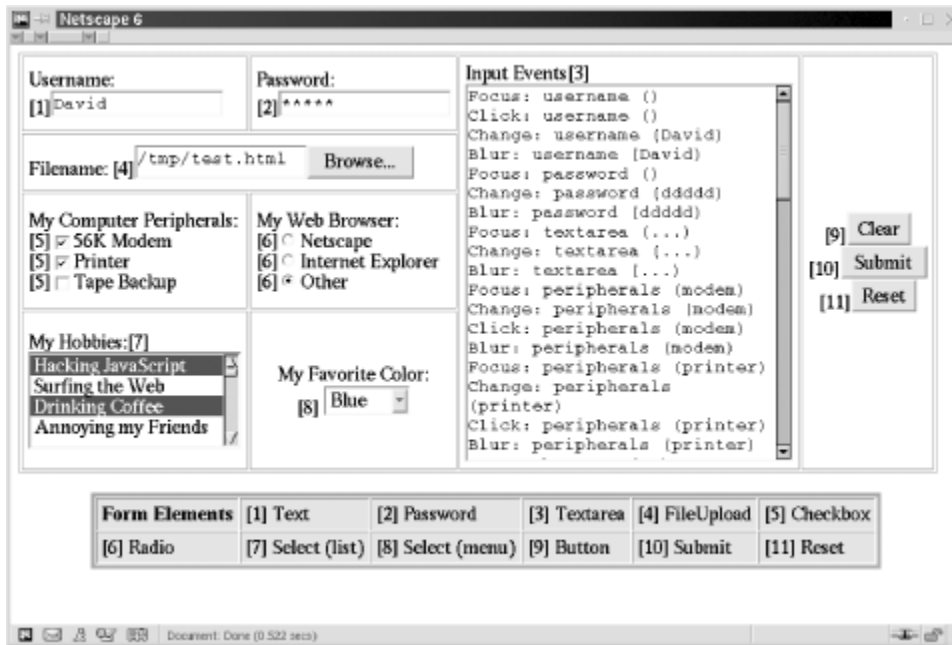 Netscape 6
Username:
[1] David
Password:
[2] *****
Filename: [4] /tmp/test.html Browse...
My Computer Peripherals:
[5] 56K Modem
[5] Printer
[5] Tape Backup
My Web Browser:
[6] Netscape
[6] Internet Explorer
[6] Other
My Hobbies:[7]
Hacking JavaScript
Surfing the Web
Drinking Coffee
Annoying my Friends
My Favorite Color:
[8] Blue
Input Events[3]
Focus: username ()
Click: username ()
Change: username (David)
Blur: username (David)
Focus: password ()
Change: password (ddddd)
Blur: password (ddddd)
Focus: textarea (...)
Change: textarea (...)
Blur: textarea (...)
Focus: peripherals (modem)
Change: peripherals (modem)
Click: peripherals (modem)
Blur: peripherals (modem)
Focus: peripherals (printer)
Change: peripherals
(printer)
Click: peripherals (printer)
Blur: peripherals (printer)
[9] Clear
[10] Submit
[11] Reset
Form Elements [1] Text [2] Password [3] Textarea [4] FileUpload [5] Checkbox
[6] Radio [7] Select (list) [8] Select (menu) [9] Button [10] Submit [11] Reset
Document: Done (0.522 secs)